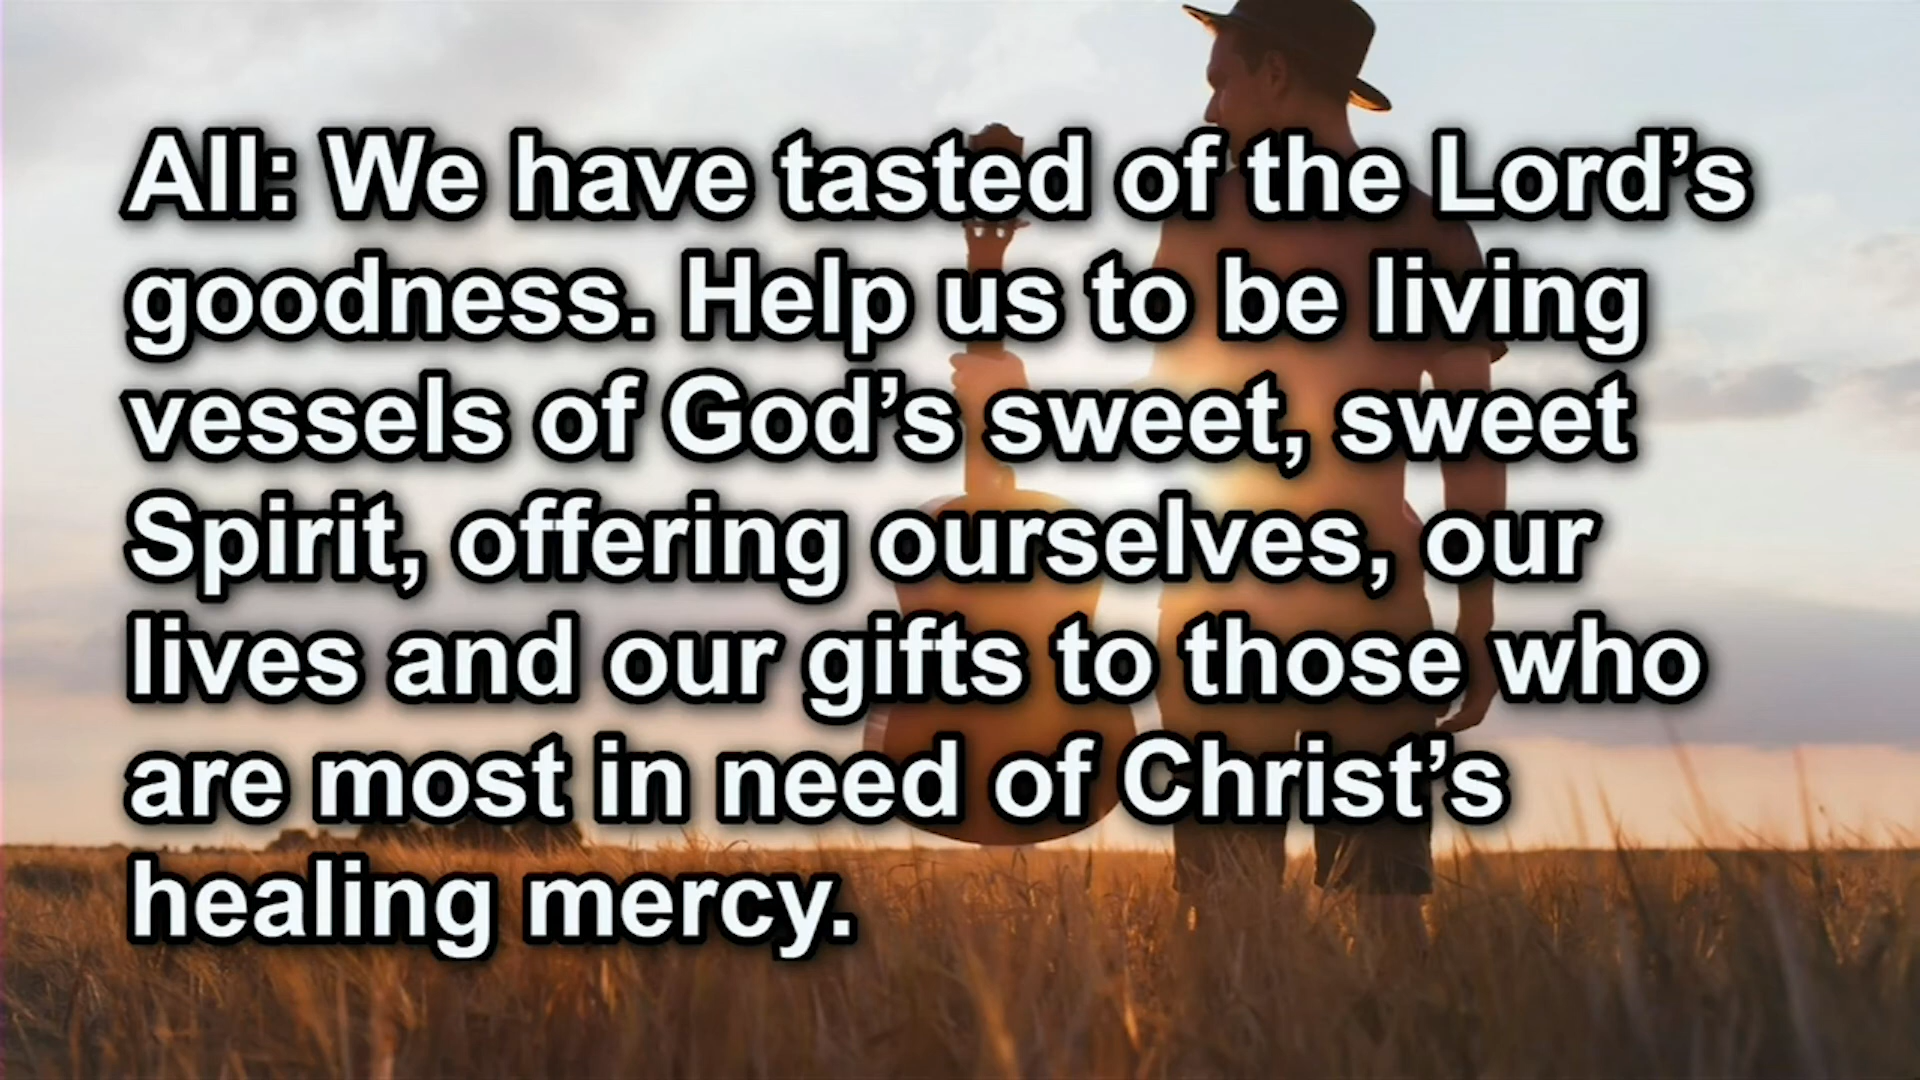 All: We have tasted of the Lord’s
goodness. Help us to be living
vessels of God’s sweet, sweet
Spirit, offering ourselves, our
lives and our gifts to those who
are most in need of Christ’s
healing mercy.